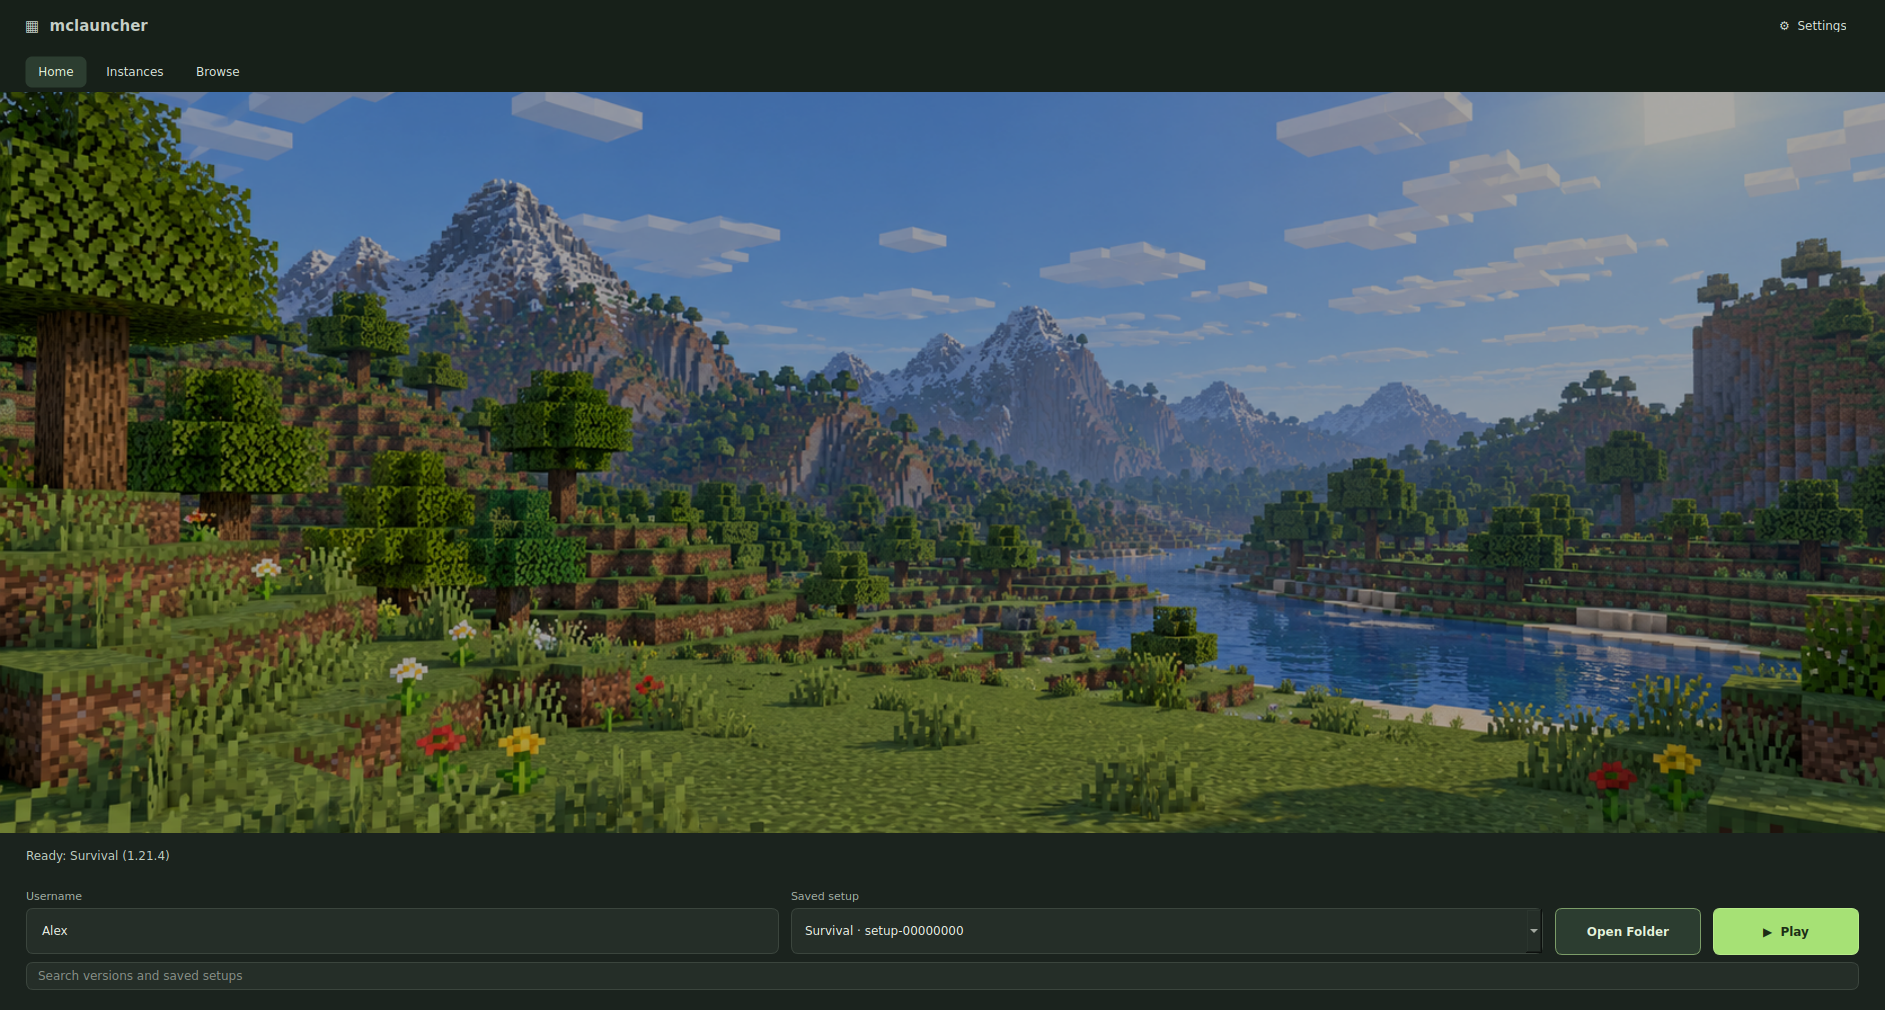 mclauncher
⚙ Settings
Home
Instances
Browse
Ready: Survival (1.21.4)
Username
Saved setup
Alex
Survival · setup-00000000
Open Folder
▶ Play
Search versions and saved setups